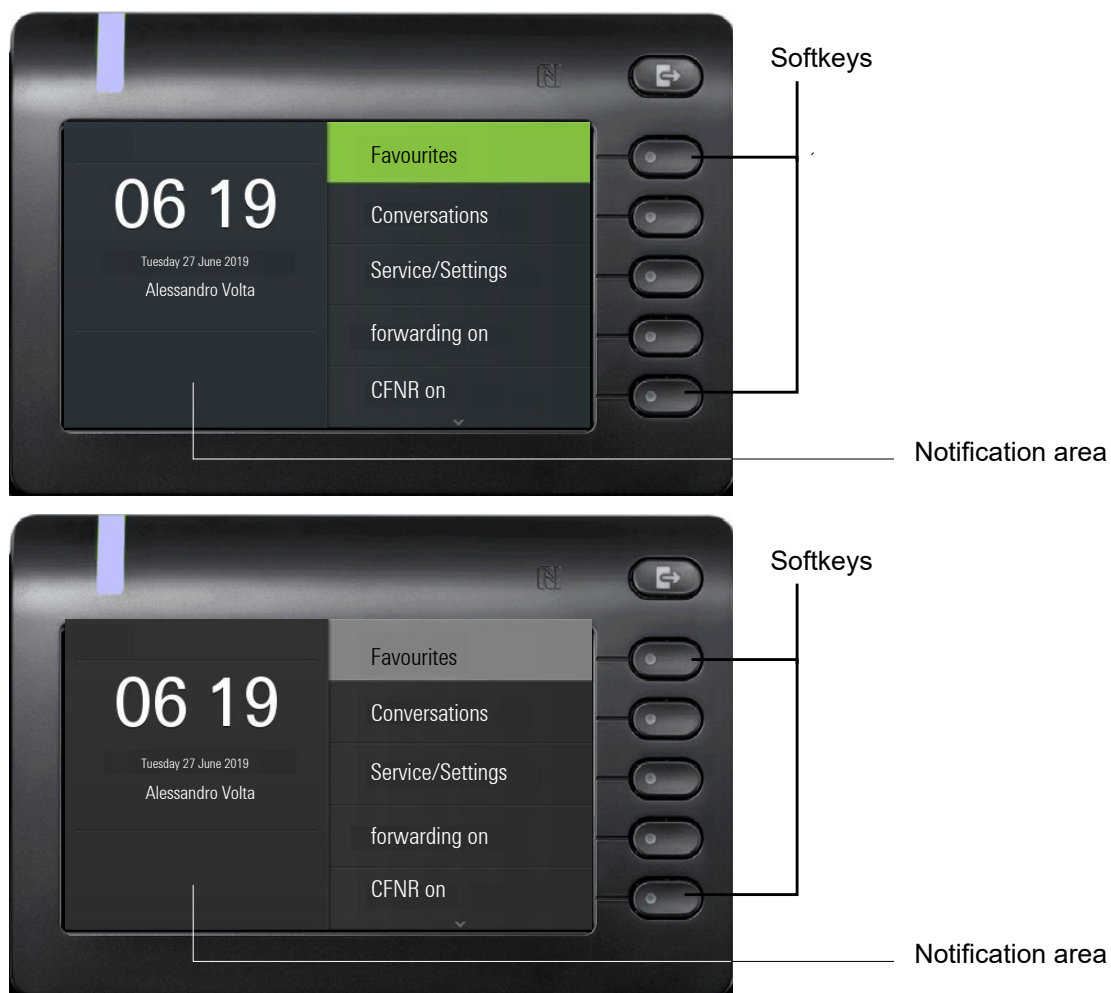 Softkeys
Favourites
06 19
Conversations
Tuesday 27 June 2019
Service/Settings
Alessandro Volta
forwarding on
CFNR on
Notification area
Softkeys
Favourites
06 19
Conversations
Tuesday 27 June 2019
Service/Settings
Alessandro Volta
forwarding on
CFNR on
Notification area